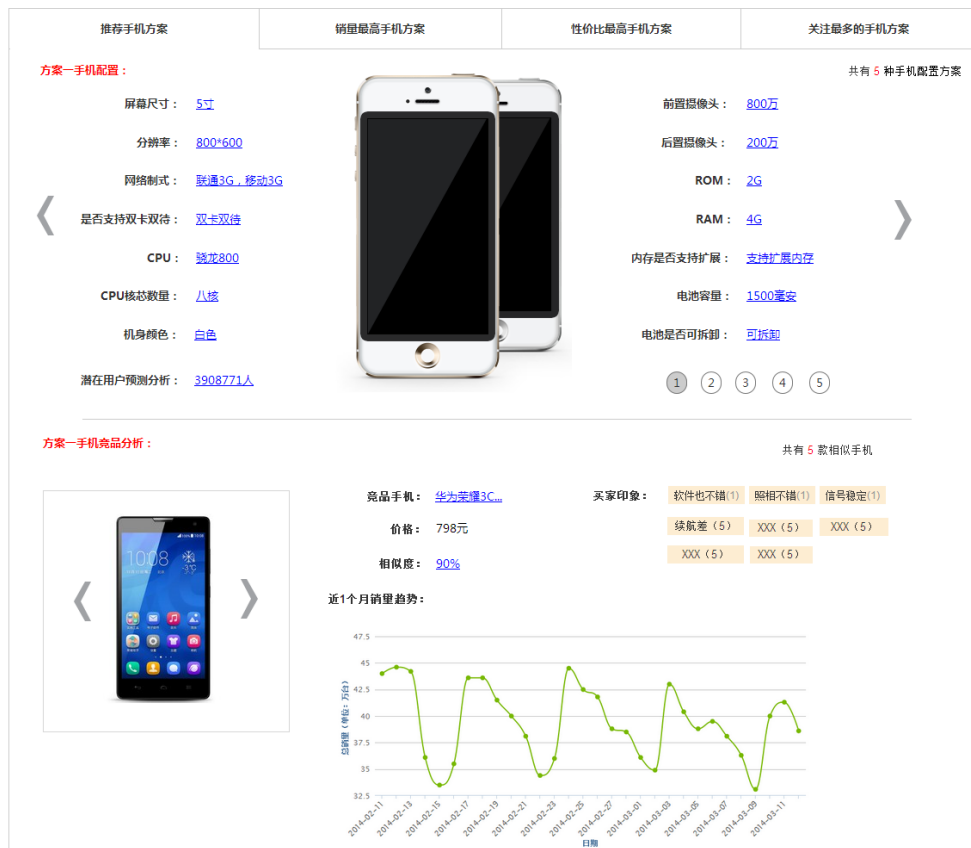 推荐手机方案 销量最高手机方案 性价比最高手机方案 关注最多的手机方案
方案一手机配置： 共有 5 种手机配置方案
屏幕尺寸： 5寸 前置摄像头： 800万
分辨率： 800*600 后置摄像头： 200万
网络制式： 联通3G，移动3G ROM： 2G
是否支持双卡双待： 双卡双待 RAM： 4G
CPU： 骁龙800 内存是否支持扩展： 支持扩展内存
CPU核芯数量： 八核 电池容量： 1500毫安
机身颜色： 白色 电池是否可拆卸： 可拆卸
潜在用户预测分析： 3908771人 1 2 3 4 5
方案一手机竞品分析： 共有 5 款相似手机
竞品手机： 华为荣耀3C... 买家印象： 软件也不错(1) 照相不错(1) 信号稳定(1)
价格： 798元 续航差（5） XXX（5） XXX（5）
相似度： 90% XXX（5） XXX（5）
近1个月销量趋势：
总销量（单位：万台）
47.5
45
42.5
40
37.5
35
32.5
2014-02-11 2014-02-13 2014-02-15 2014-02-17 2014-02-19 2014-02-21 2014-02-23 2014-02-25 2014-02-27 2014-03-01 2014-03-03 2014-03-05 2014-03-07 2014-03-09 2014-03-11
日期